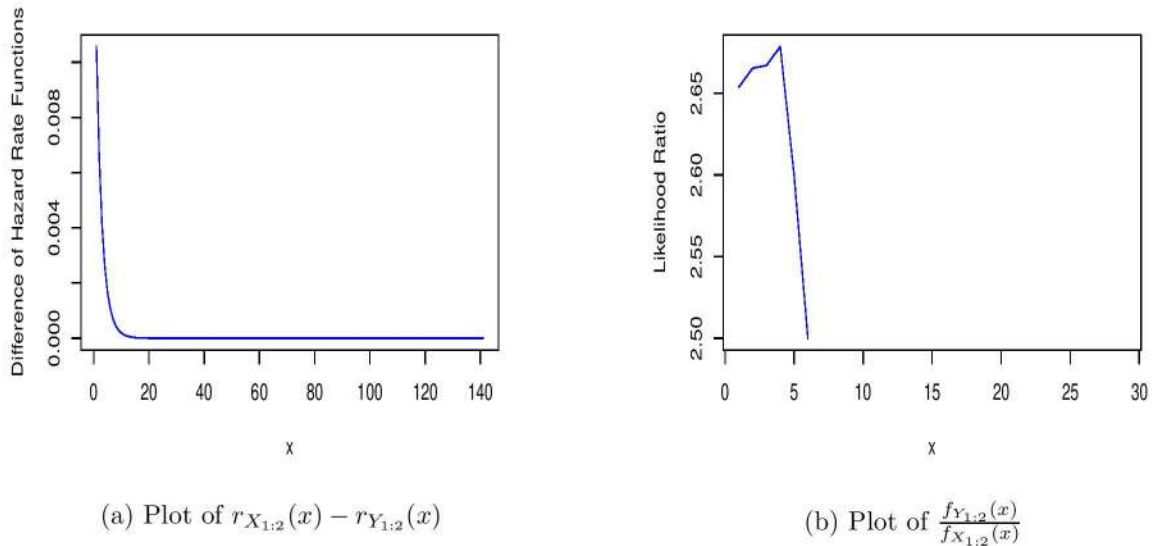 Difference of Hazard Rate Functions
0.008
0.004
0.000
0 20 40 60 80 100 120 140
x
(a) Plot of $r_{X_{1:2}}(x) - r_{Y_{1:2}}(x)$
Likelihood Ratio
2.65
2.60
2.55
2.50
0 5 10 15 20 25 30
x
(b) Plot of $\frac{f_{Y_{1:2}}(x)}{f_{X_{1:2}}(x)}$